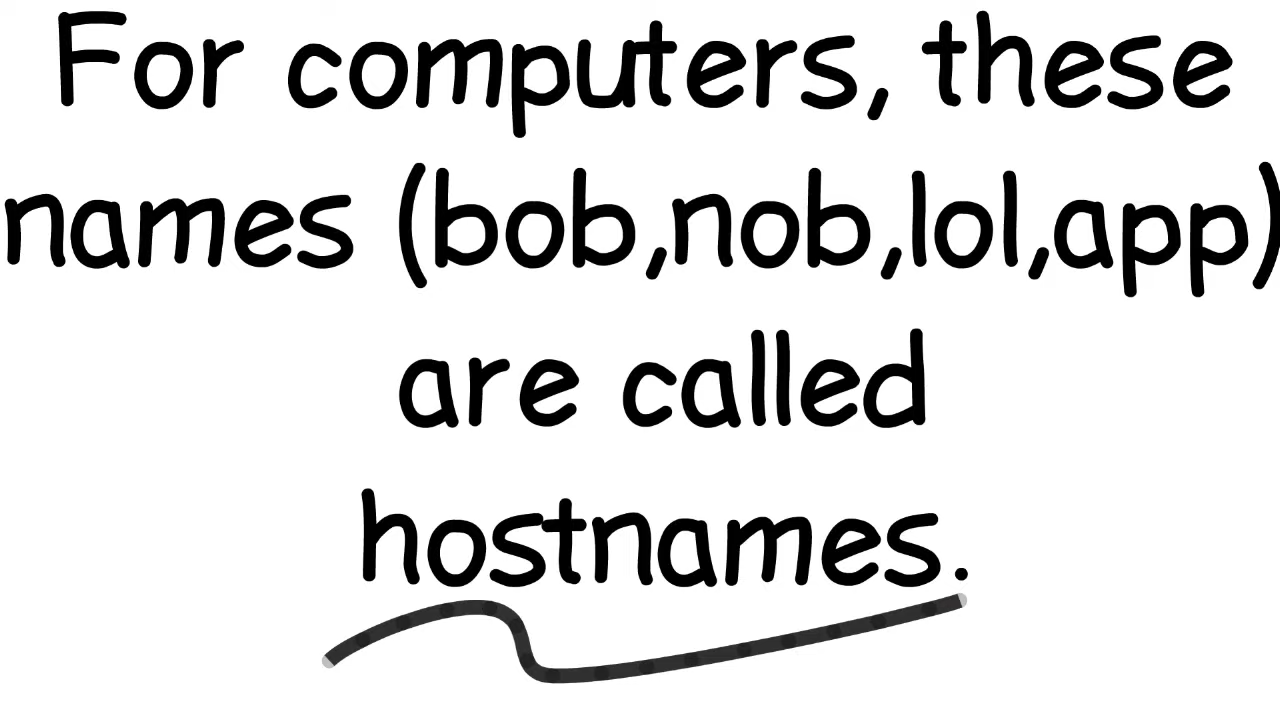 For computers, these
names (bob,nob,lol,app)
are called
hostnames.